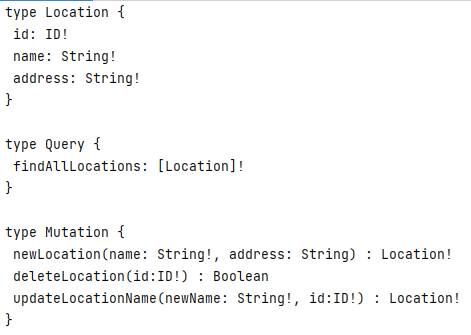 type Location {
 id: ID!
 name: String!
 address: String!
}

type Query {
 findAllLocations: [Location]!
}

type Mutation {
 newLocation(name: String!, address: String) : Location!
 deleteLocation(id:ID!) : Boolean
 updateLocationName(newName: String!, id:ID!) : Location!
}